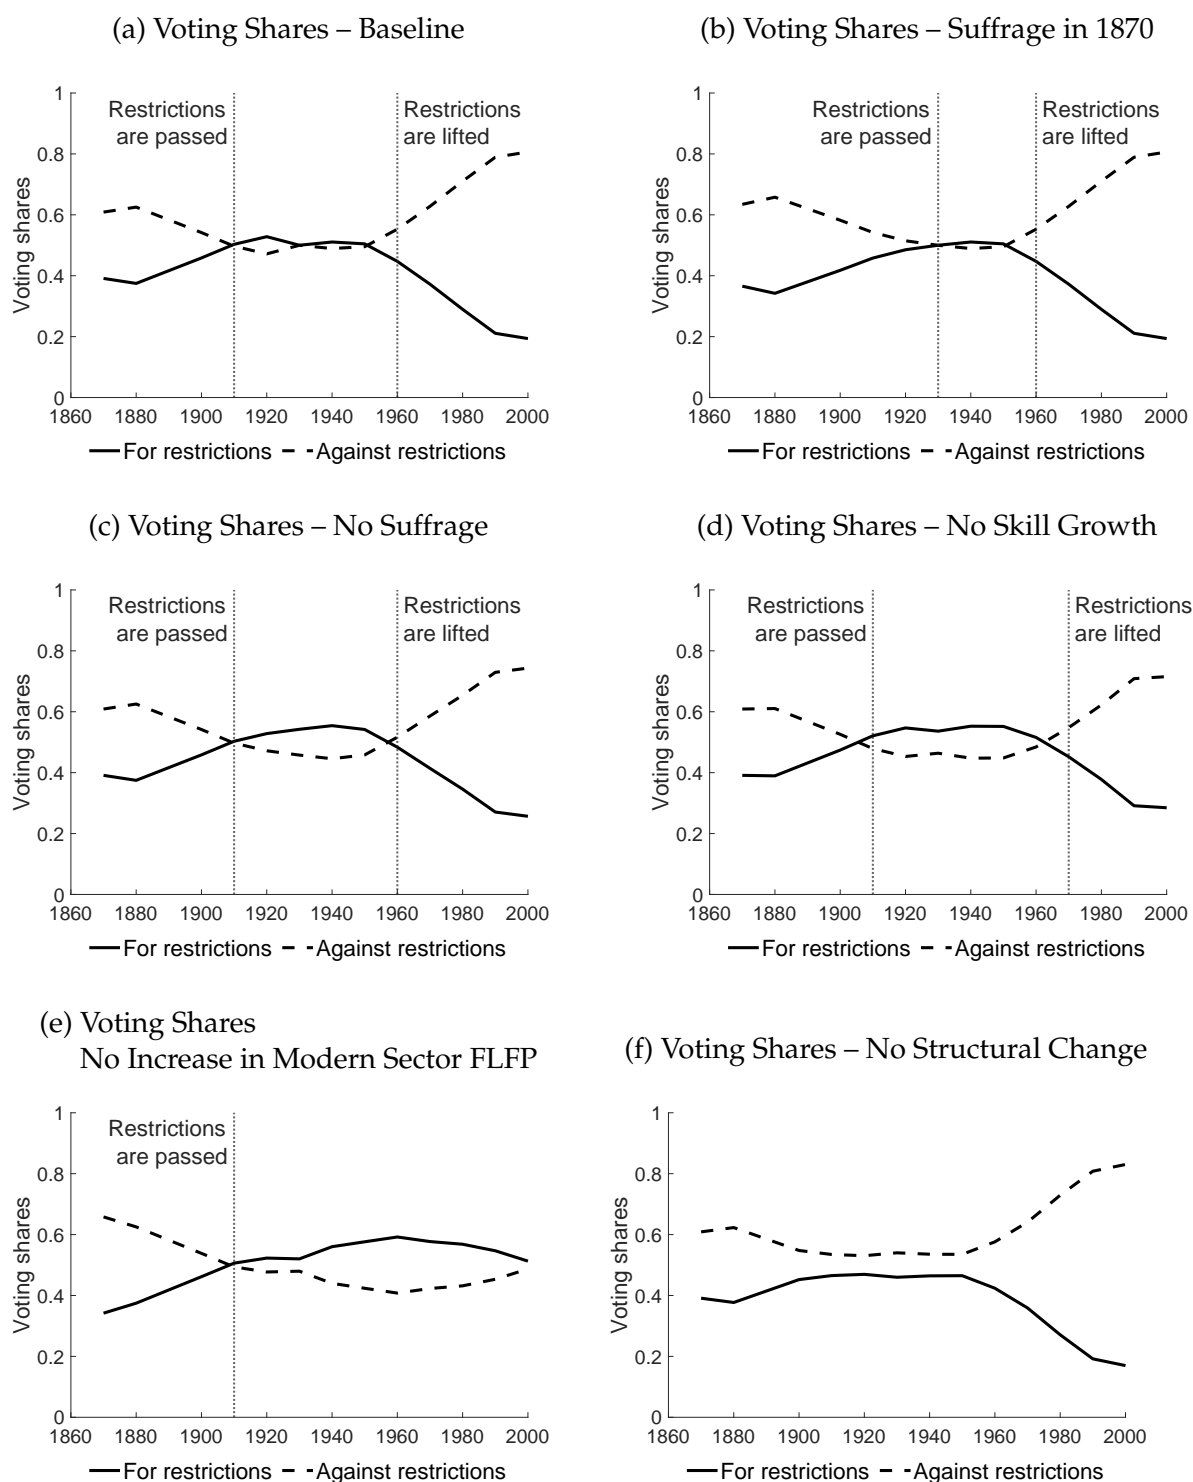 (a) Voting Shares – Baseline
Voting shares
1
0.8
0.6
0.4
0.2
0
Restrictions
are passed
Restrictions
are lifted
1860 1880 1900 1920 1940 1960 1980 2000
For restrictions Against restrictions
(b) Voting Shares – Suffrage in 1870
Voting shares
1
0.8
0.6
0.4
0.2
0
Restrictions
are passed
Restrictions
are lifted
1860 1880 1900 1920 1940 1960 1980 2000
For restrictions Against restrictions
(c) Voting Shares – No Suffrage
Voting shares
1
0.8
0.6
0.4
0.2
0
Restrictions
are passed
Restrictions
are lifted
1860 1880 1900 1920 1940 1960 1980 2000
For restrictions Against restrictions
(d) Voting Shares – No Skill Growth
Voting shares
1
0.8
0.6
0.4
0.2
0
Restrictions
are passed
Restrictions
are lifted
1860 1880 1900 1920 1940 1960 1980 2000
For restrictions Against restrictions
(e) Voting Shares
No Increase in Modern Sector FLFP
Voting shares
1
0.8
0.6
0.4
0.2
0
Restrictions
are passed
1860 1880 1900 1920 1940 1960 1980 2000
For restrictions Against restrictions
(f) Voting Shares – No Structural Change
Voting shares
1
0.8
0.6
0.4
0.2
0
1860 1880 1900 1920 1940 1960 1980 2000
For restrictions Against restrictions